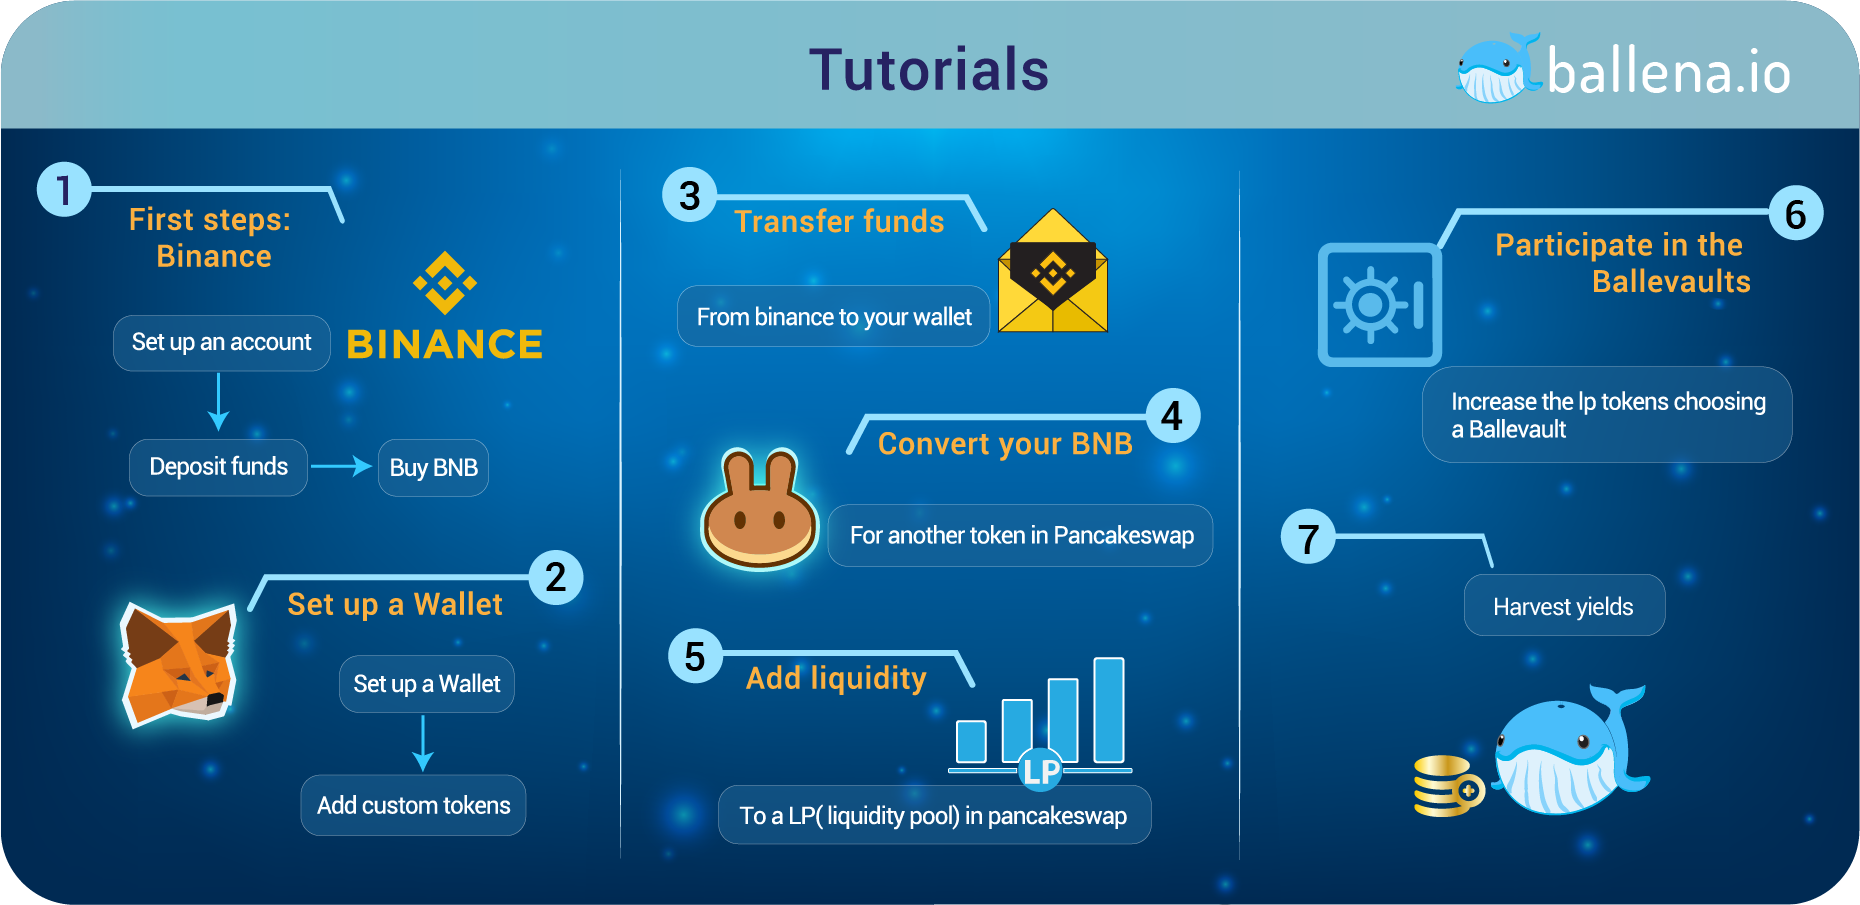 Tutorials
ballena.io
1
First steps:
Binance
BINANCE
Set up an account
Deposit funds
Buy BNB
2
Set up a Wallet
Set up a Wallet
Add custom tokens
3
Transfer funds
From binance to your wallet
4
Convert your BNB
For another token in Pancakeswap
5
Add liquidity
LP
To a LP( liquidity pool) in pancakeswap
6
Participate in the
Ballevaults
Increase the lp tokens choosing
a Ballevault
7
Harvest yields